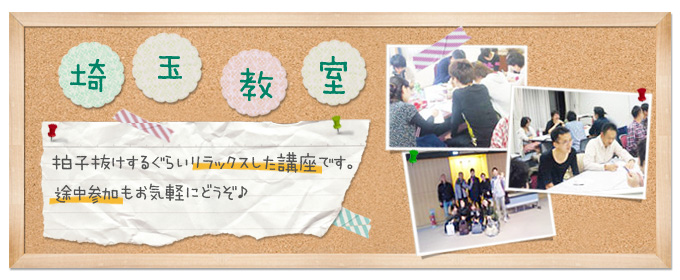 埼玉教室
拍子抜けするぐらいリラックスした講座です。
途中参加もお気軽にどうぞ♪